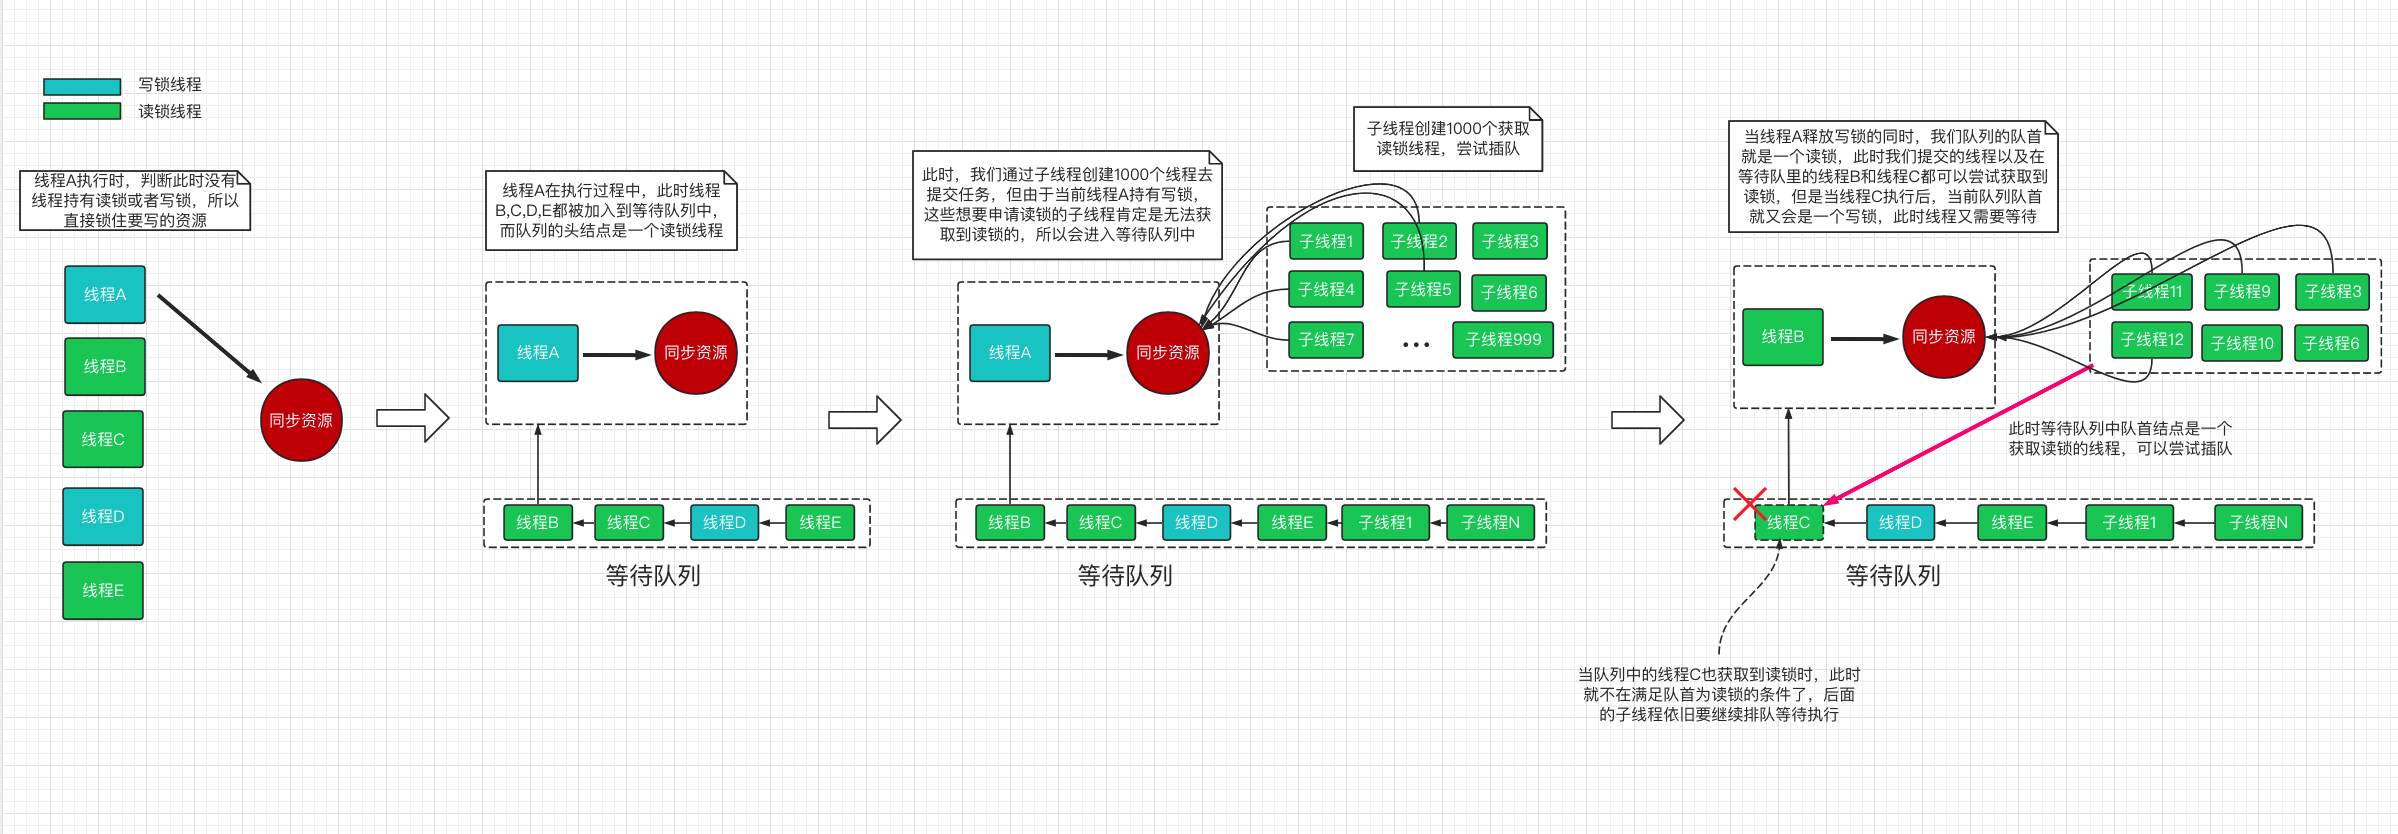 写锁线程
读锁线程
线程A执行时，判断此时没有
线程持有读锁或者写锁，所以
直接锁住要写的资源
线程A
线程B
线程C
线程D
线程E
同步资源
线程A在执行过程中，此时线程
B,C,D,E都被加入到等待队列中，
而队列的头结点是一个读锁线程
线程A
同步资源
线程B
线程C
线程D
线程E
等待队列
此时，我们通过子线程创建1000个线程去
提交任务，但由于当前线程A持有写锁，
这些想要申请读锁的子线程肯定是无法获
取到读锁的，所以会进入等待队列中
子线程创建1000个获取
读锁线程，尝试插队
子线程1
子线程2
子线程3
子线程4
子线程5
子线程6
子线程7
...
子线程999
线程A
同步资源
线程B
线程C
线程D
线程E
子线程1
子线程N
等待队列
当线程A释放写锁的同时，我们队列的队首
就是一个读锁，此时我们提交的线程以及在
等待队里的线程B和线程C都可以尝试获取到
读锁，但是当线程C执行后，当前队列队首
就又会是一个写锁，此时线程又需要等待
线程B
同步资源
子线程11
子线程9
子线程3
子线程12
子线程10
子线程6
此时等待队列中队首结点是一个
获取读锁的线程，可以尝试插队
线程C
线程D
线程E
子线程1
子线程N
等待队列
当队列中的线程C也获取到读锁时，此时
就不在满足队首为读锁的条件了，后面
的子线程依旧要继续排队等待执行